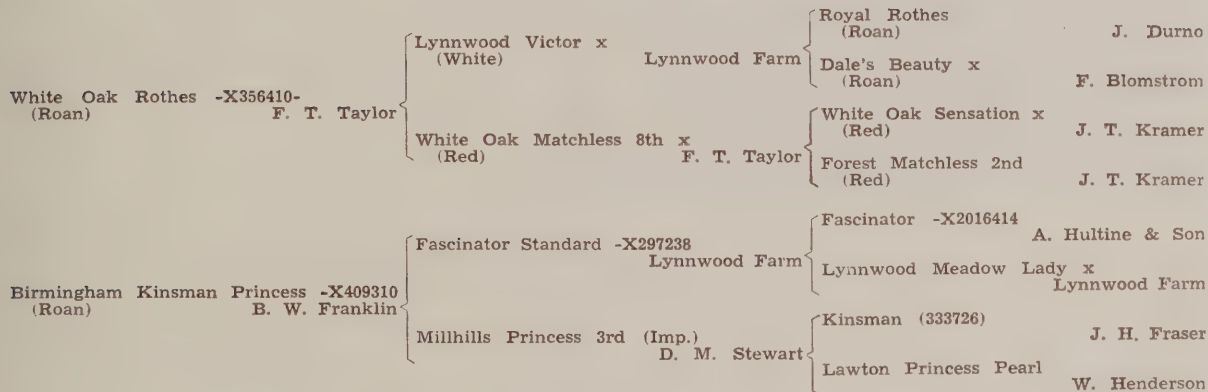 Royal Rothes
(Roan) J. Durno
Lynnwood Victor x
(White) Lynnwood Farm
Dale's Beauty x
(Roan) F. Blomstrom
White Oak Rothes -X356410-
(Roan) F. T. Taylor
White Oak Sensation x
(Red) J. T. Kramer
White Oak Matchless 8th x
(Red) F. T. Taylor
Forest Matchless 2nd
(Red) J. T. Kramer
Fascinator -X2016414
A. Hultine & Son
Fascinator Standard -X297238
Lynnwood Farm
Lynnwood Meadow Lady x
Lynnwood Farm
Birmingham Kinsman Princess -X409310
(Roan) B. W. Franklin
Kinsman (333726)
J. H. Fraser
Millhills Princess 3rd (Imp.)
D. M. Stewart
Lawton Princess Pearl
W. Henderson